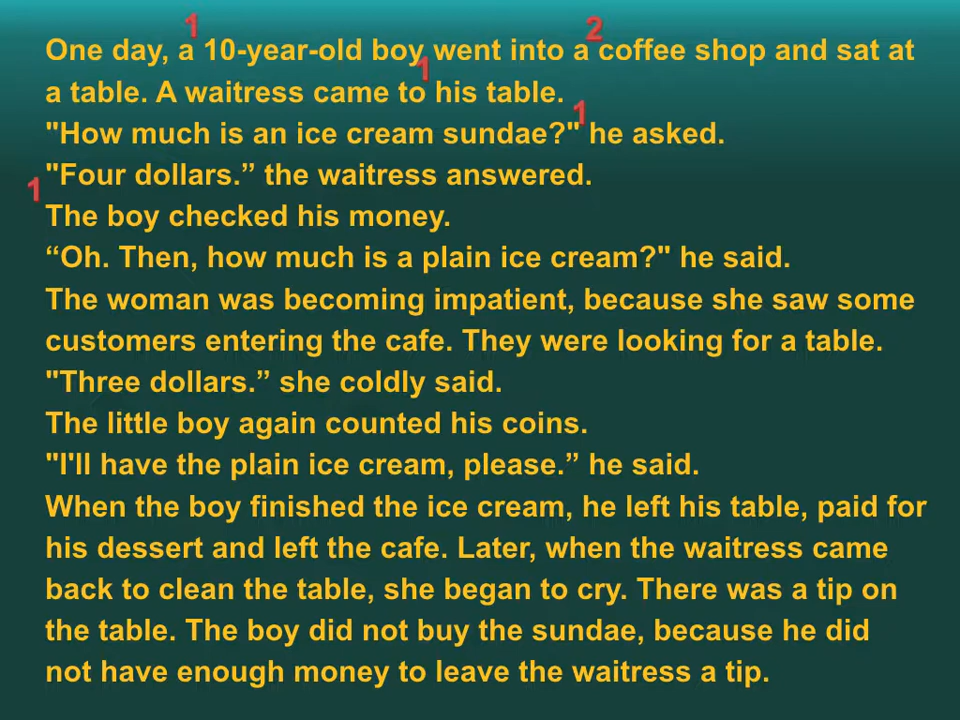 1 2
One day, a 10-year-old boy went into a coffee shop and sat at
1
a table. A waitress came to his table.
1
"How much is an ice cream sundae?" he asked.
"Four dollars.” the waitress answered.
1
The boy checked his money.
“Oh. Then, how much is a plain ice cream?" he said.
The woman was becoming impatient, because she saw some
customers entering the cafe. They were looking for a table.
"Three dollars.” she coldly said.
The little boy again counted his coins.
"I'll have the plain ice cream, please.” he said.
When the boy finished the ice cream, he left his table, paid for
his dessert and left the cafe. Later, when the waitress came
back to clean the table, she began to cry. There was a tip on
the table. The boy did not buy the sundae, because he did
not have enough money to leave the waitress a tip.